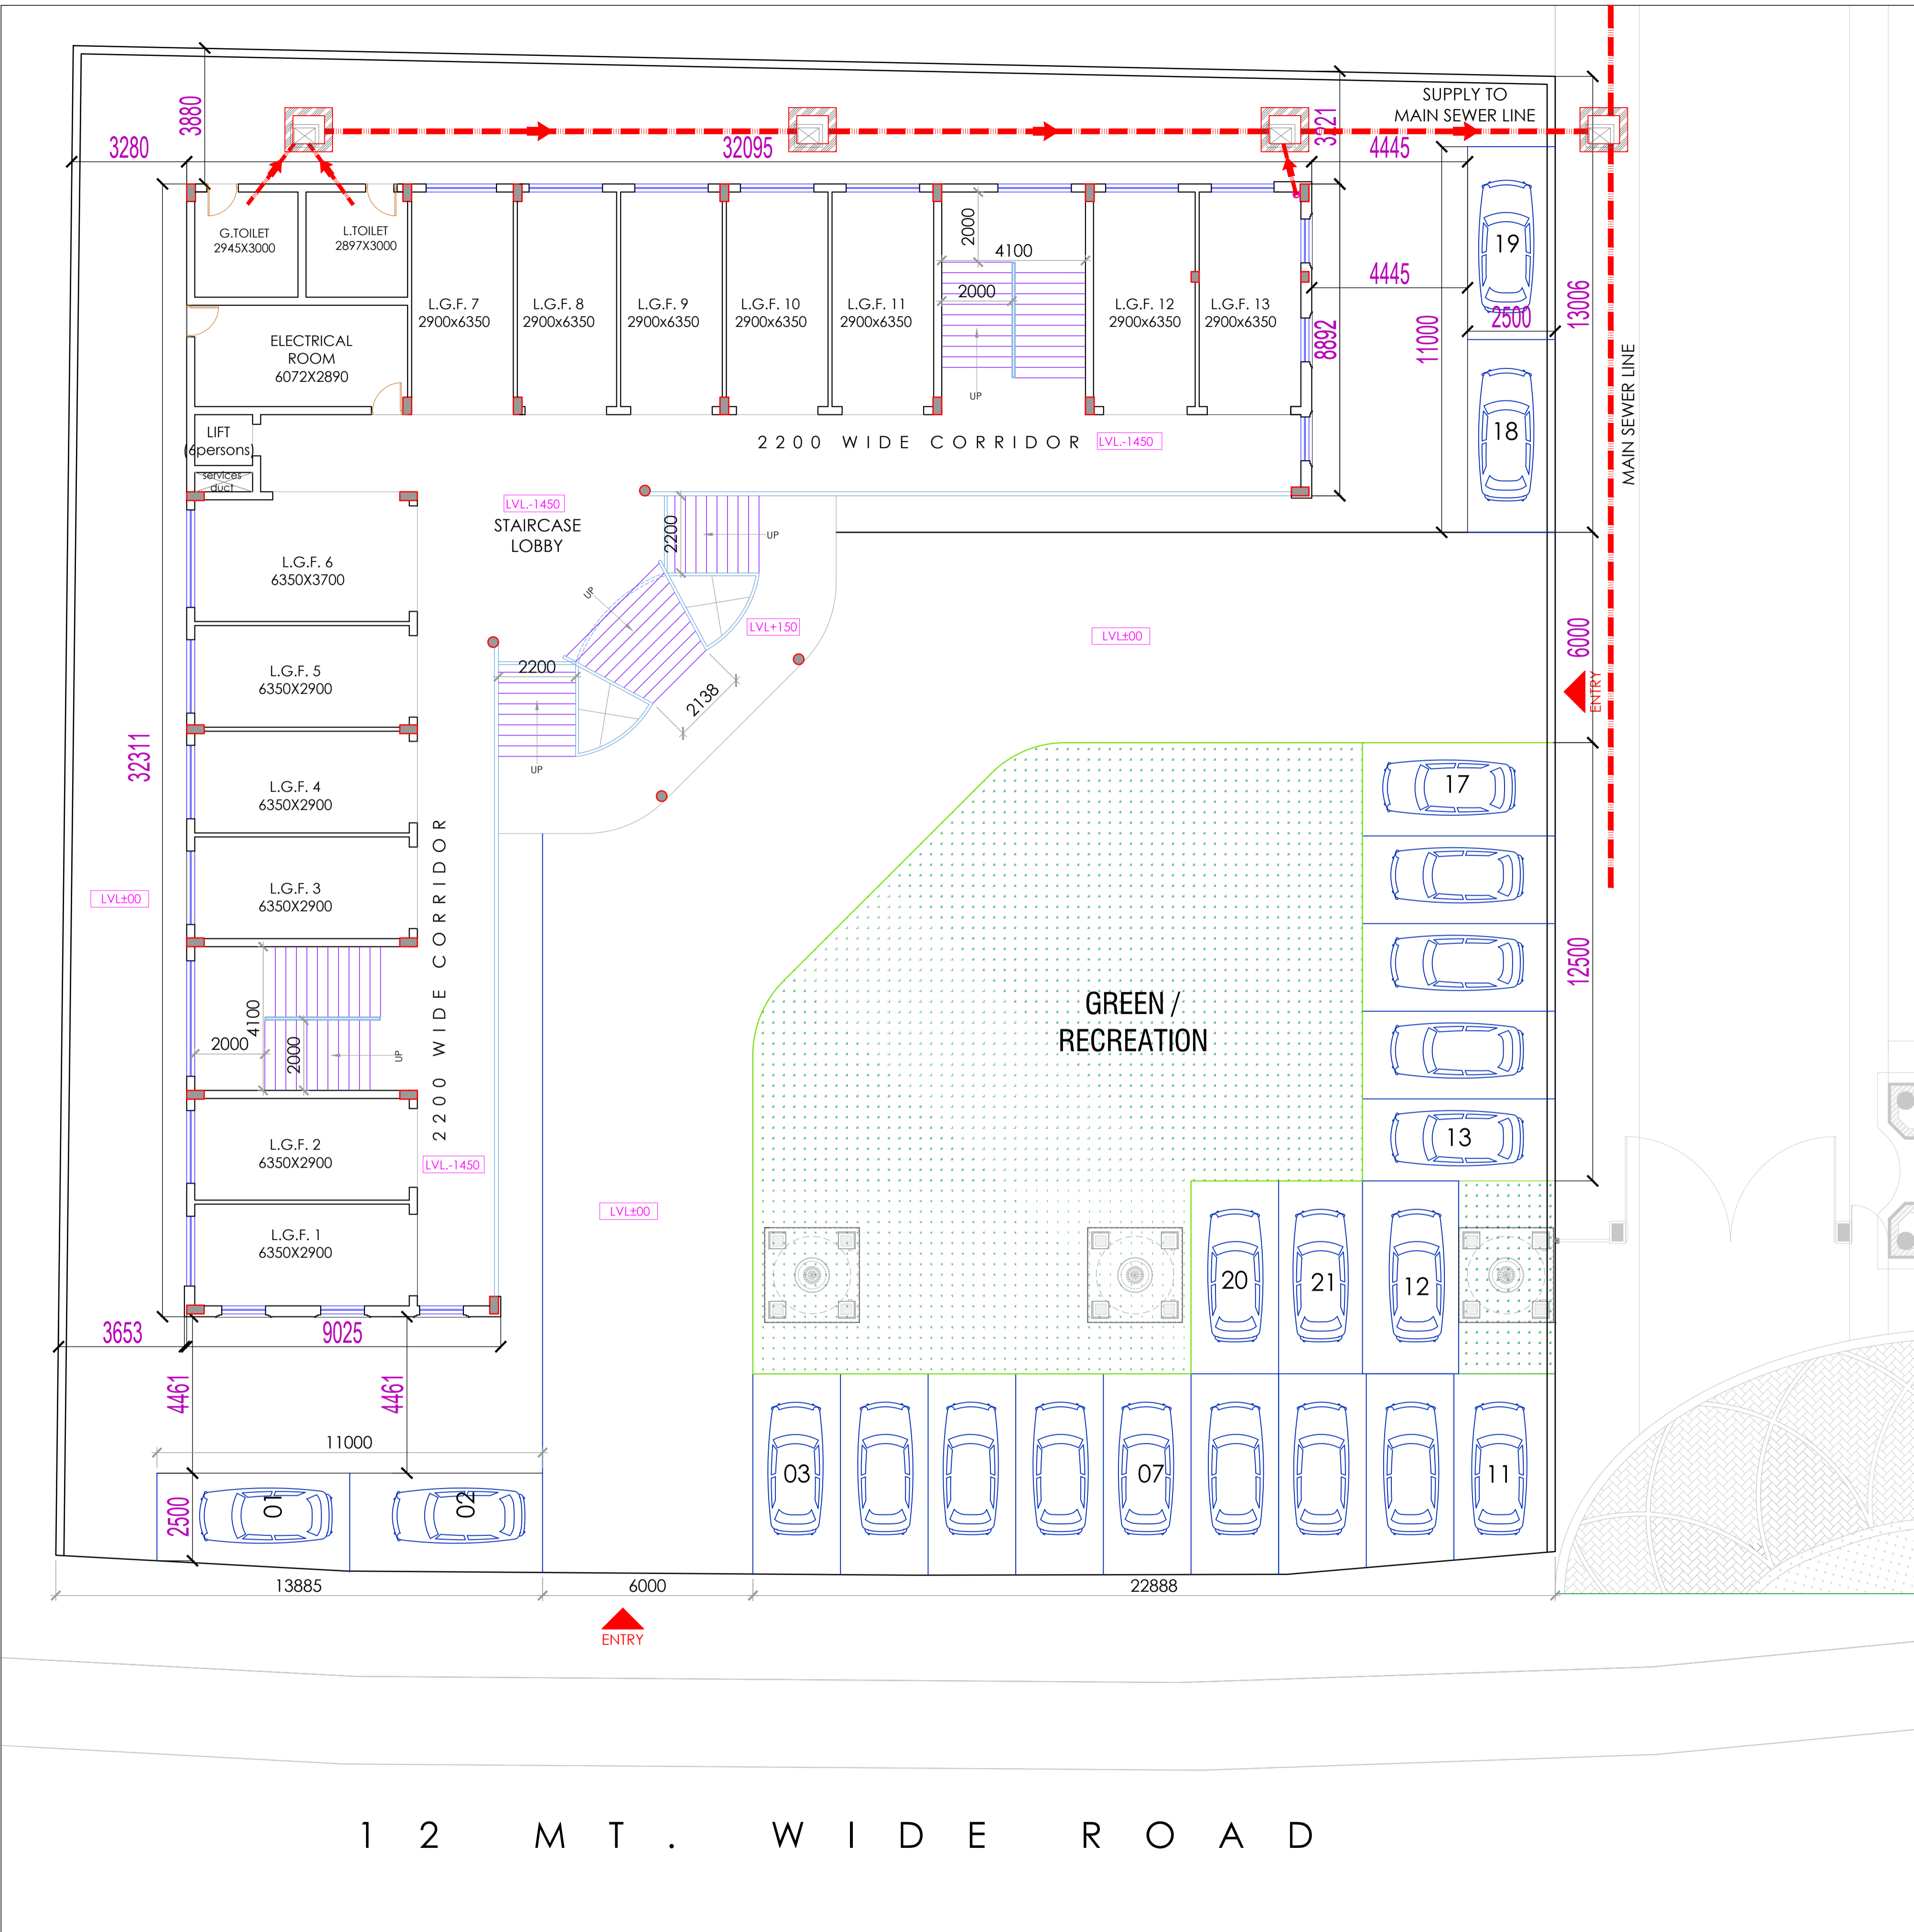 SUPPLY TO
MAIN SEWER LINE
3880
3821
3280
32095
4445
G.TOILET
2945X3000
L.TOILET
2897X3000
2000
4100
2000
UP
4445
19
2500
13006
11000
8892
18
MAIN SEWER LINE
L.G.F. 7
2900x6350
L.G.F. 8
2900x6350
L.G.F. 9
2900x6350
L.G.F. 10
2900x6350
L.G.F. 11
2900x6350
L.G.F. 12
2900x6350
L.G.F. 13
2900x6350
ELECTRICAL
ROOM
6072X2890
LIFT
(6persons)
services
duct
2200 WIDE CORRIDOR
LVL.-1450
LVL.-1450
STAIRCASE
LOBBY
2200
UP
UP
LVL+150
LVL±00
2200
2138
UP
6000
ENTRY
L.G.F. 6
6350X3700
L.G.F. 5
6350X2900
32311
L.G.F. 4
6350X2900
L.G.F. 3
6350X2900
LVL±00
2200 WIDE CORRIDOR
4100
2000
2000
UP
L.G.F. 2
6350X2900
LVL.-1450
L.G.F. 1
6350X2900
LVL±00
GREEN /
RECREATION
17
12500
13
20
21
12
3653
9025
4461
4461
11000
2500
01
02
03
07
11
13885
6000
22888
ENTRY
12 MT. WIDE ROAD